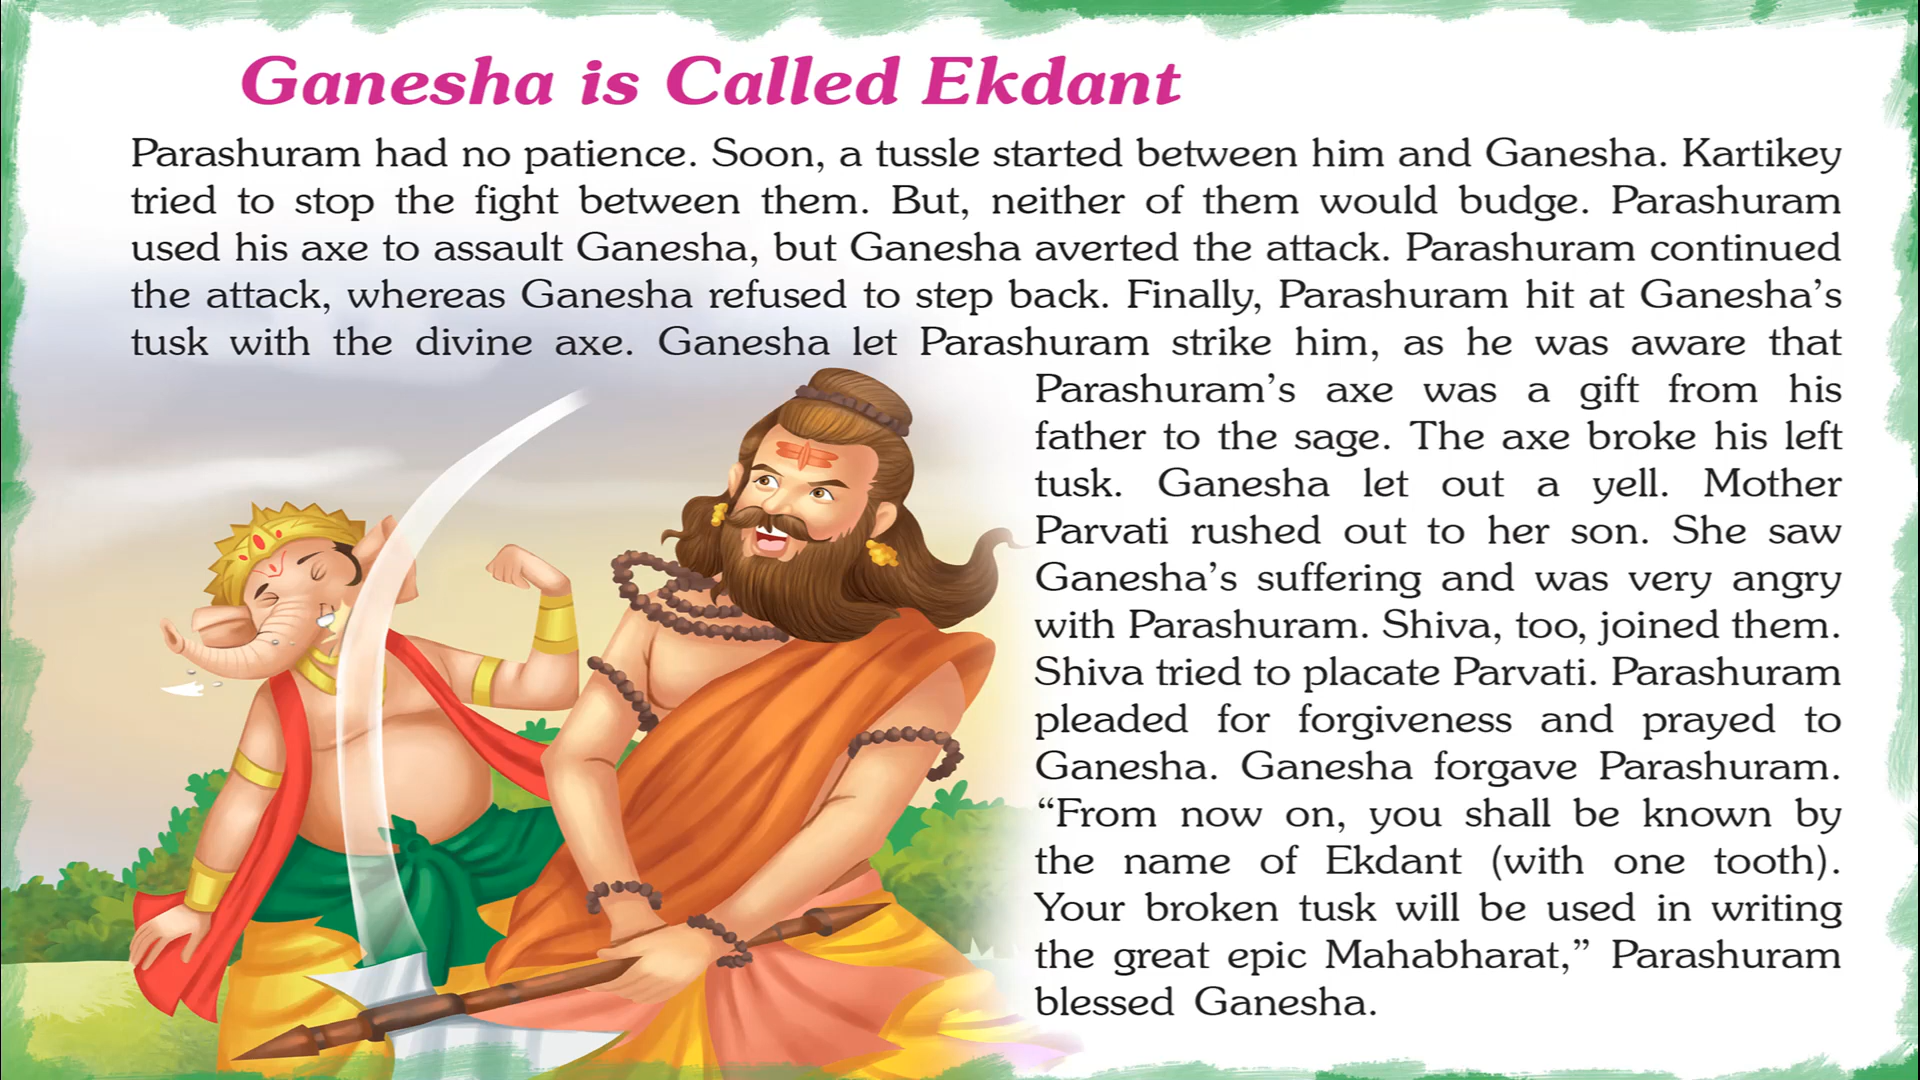 Ganesha is Called Ekdant
Parashuram had no patience. Soon, a tussle started between him and Ganesha. Kartikey
tried to stop the fight between them. But, neither of them would budge. Parashuram
used his axe to assault Ganesha, but Ganesha averted the attack. Parashuram continued
the attack, whereas Ganesha refused to step back. Finally, Parashuram hit at Ganesha’s
tusk with the divine axe. Ganesha let Parashuram strike him, as he was aware that
Parashuram’s axe was a gift from his
father to the sage. The axe broke his left
tusk. Ganesha let out a yell. Mother
Parvati rushed out to her son. She saw
Ganesha’s suffering and was very angry
with Parashuram. Shiva, too, joined them.
Shiva tried to placate Parvati. Parashuram
pleaded for forgiveness and prayed to
Ganesha. Ganesha forgave Parashuram.
“From now on, you shall be known by
the name of Ekdant (with one tooth).
Your broken tusk will be used in writing
the great epic Mahabharat,” Parashuram
blessed Ganesha.